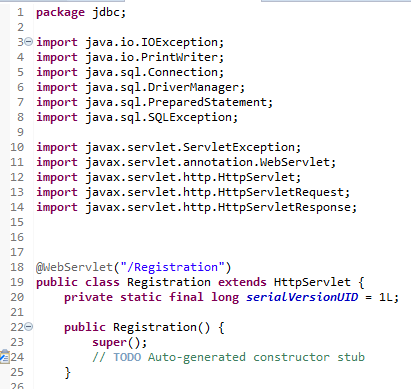 1 package jdbc;
2
3 import java.io.IOException;
4 import java.io.PrintWriter;
5 import java.sql.Connection;
6 import java.sql.DriverManager;
7 import java.sql.PreparedStatement;
8 import java.sql.SQLException;
9
10 import javax.servlet.ServletException;
11 import javax.servlet.annotation.WebServlet;
12 import javax.servlet.http.HttpServlet;
13 import javax.servlet.http.HttpServletRequest;
14 import javax.servlet.http.HttpServletResponse;
15
16
17
18 @WebServlet("/Registration")
19 public class Registration extends HttpServlet {
20     private static final long serialVersionUID = 1L;
21
22     public Registration() {
23         super();
24         // TODO Auto-generated constructor stub
25     }